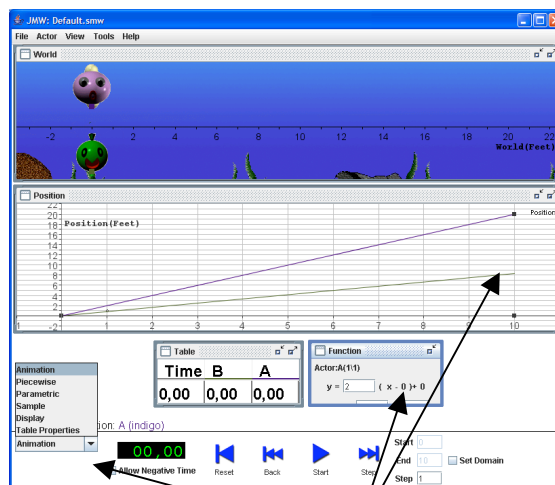 JMW: Default.smw
File Actor View Tools Help
World
-2 2 4 6 8 10 12 14 16 18 20 22
World(Feet)
Position
22
20
18
16
14
12
10
8
6
4
2
-2
Position(Feet)
Position
1 1 2 3 4 5 6 7 8 9 10
Table
Time B A
0,00 0,00 0,00
Function
Actor:A(1\1)
y = 2 ( x - 0 )+ 0
Animation
Piecewise
Parametric
Sample
Display
Table Properties
Animation
ion: A (indigo)
00,00
Allow Negative Time
Reset Back Start Step
Start 0
End 10 Set Domain
Step 1